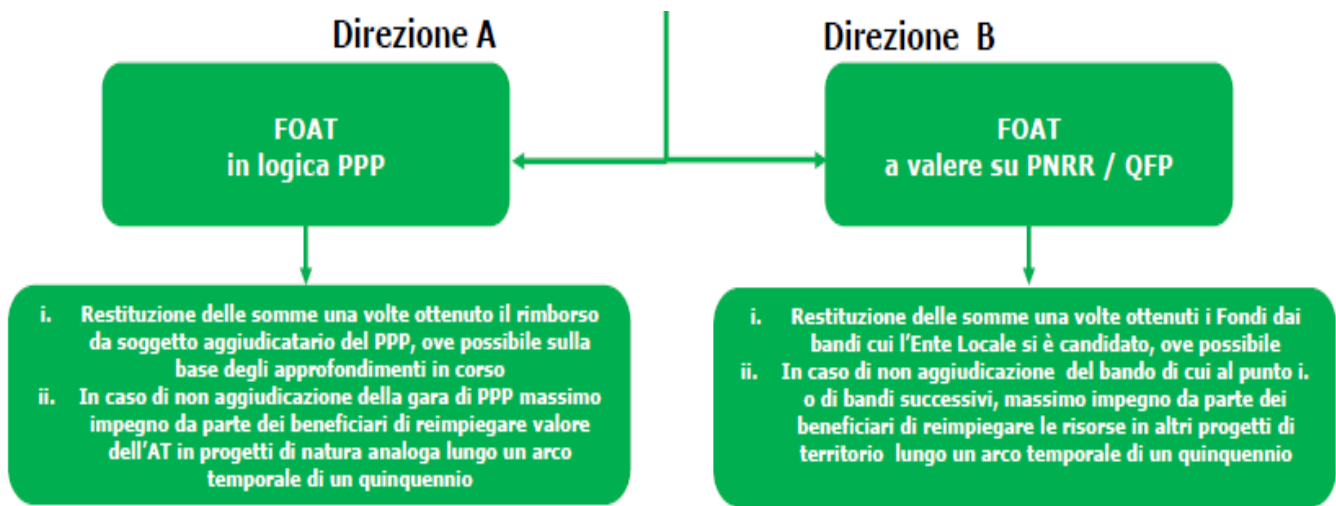 Direzione A
FOAT
in logica PPP
i. Restituzione delle somme una volte ottenuto il rimborso
da soggetto aggiudicatario del PPP, ove possibile sulla
base degli approfondimenti in corso
ii. In caso di non aggiudicazione della gara di PPP massimo
impegno da parte dei beneficiari di reimpiegare valore
dell'AT in progetti di natura analoga lungo un arco
temporale di un quinquennio
Direzione B
FOAT
a valere su PNRR / QFP
i. Restituzione delle somme una volte ottenuti i Fondi dai
bandi cui l'Ente Locale si è candidato, ove possibile
ii. In caso di non aggiudicazione del bando di cui al punto i.
o di bandi successivi, massimo impegno da parte dei
beneficiari di reimpiegare le risorse in altri progetti di
territorio lungo un arco temporale di un quinquennio